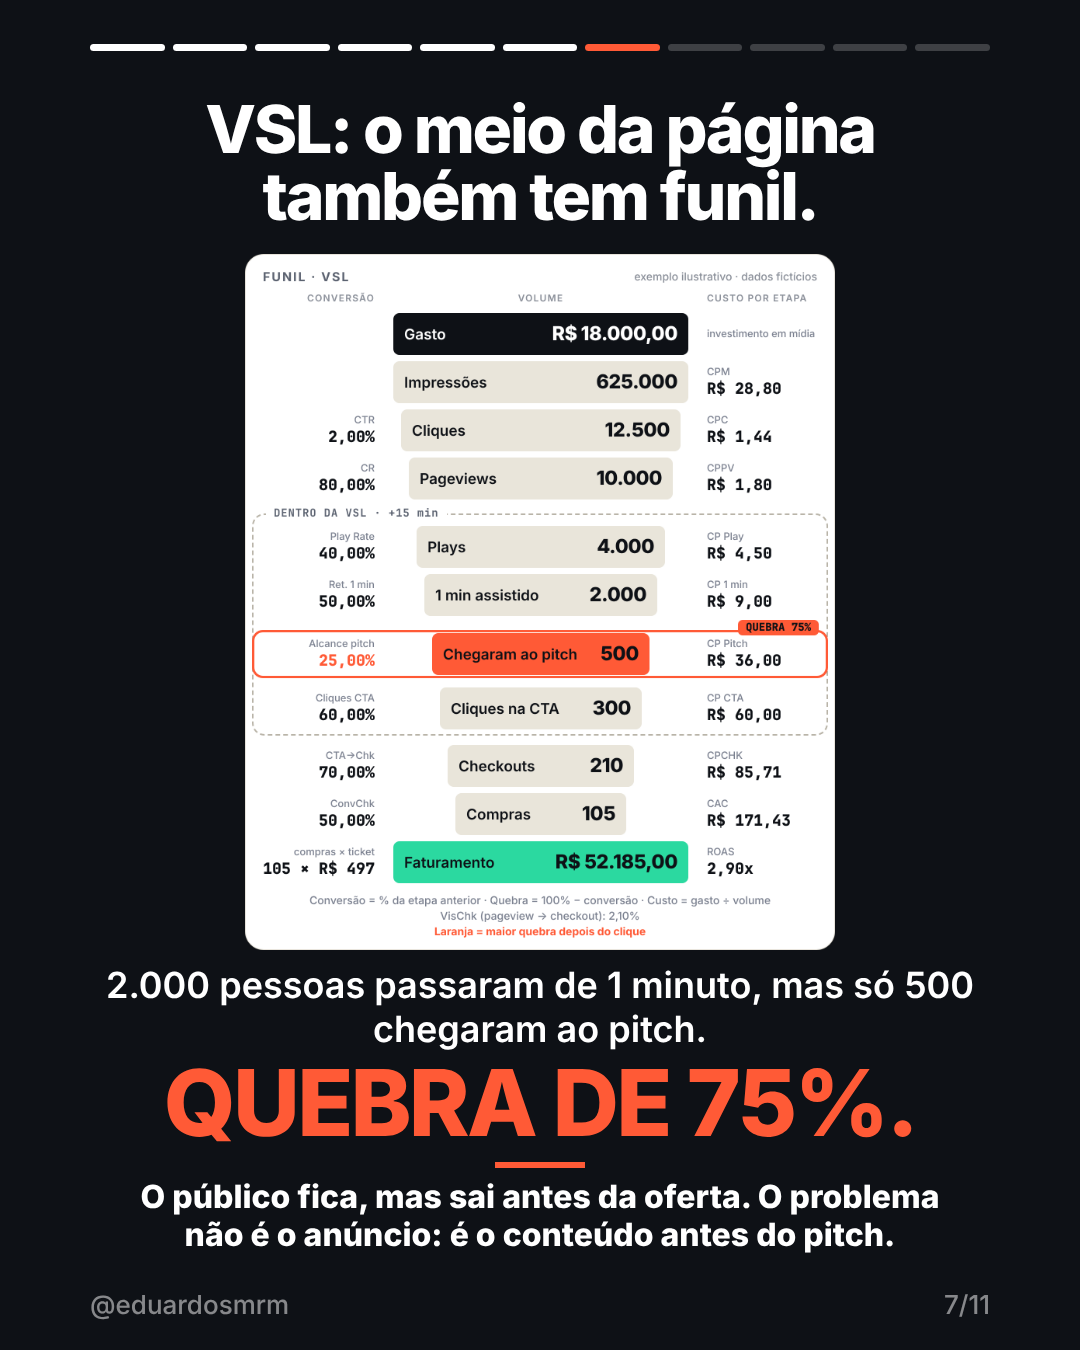 VSL: o meio da página
também tem funil.
FUNIL · VSL
exemplo ilustrativo · dados fictícios
CONVERSÃO VOLUME CUSTO POR ETAPA
Gasto R$ 18.000,00 investimento em mídia
Impressões 625.000
CPM
R$ 28,80
CTR
2,00%
Cliques 12.500
CPC
R$ 1,44
CR
80,00%
Pageviews 10.000
CPPV
R$ 1,80
DENTRO DA VSL · +15 min
Play Rate
40,00%
Plays 4.000
CP Play
R$ 4,50
Ret. 1 min
50,00%
1 min assistido 2.000
CP 1 min
R$ 9,00
QUEBRA 75%
Alcance pitch
25,00%
Chegaram ao pitch 500
CP Pitch
R$ 36,00
Cliques CTA
60,00%
Cliques na CTA 300
CP CTA
R$ 60,00
CTA→Chk
70,00%
Checkouts 210
CPCHK
R$ 85,71
ConvChk
50,00%
Compras 105
CAC
R$ 171,43
compras × ticket
105 × R$ 497
Faturamento R$ 52.185,00
ROAS
2,90x
Conversão = % da etapa anterior · Quebra = 100% − conversão · Custo = gasto ÷ volume
VisChk (pageview → checkout): 2,10%
Laranja = maior quebra depois do clique
2.000 pessoas passaram de 1 minuto, mas só 500
chegaram ao pitch.
QUEBRA DE 75%.
O público fica, mas sai antes da oferta. O problema
não é o anúncio: é o conteúdo antes do pitch.
@eduardosmrm
7/11